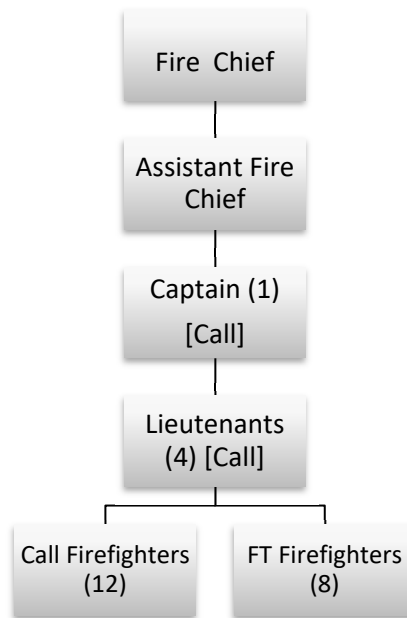 Fire Chief
Assistant Fire
Chief
Captain (1)
[Call]
Lieutenants
(4) [Call]
Call Firefighters
(12)
FT Firefighters
(8)